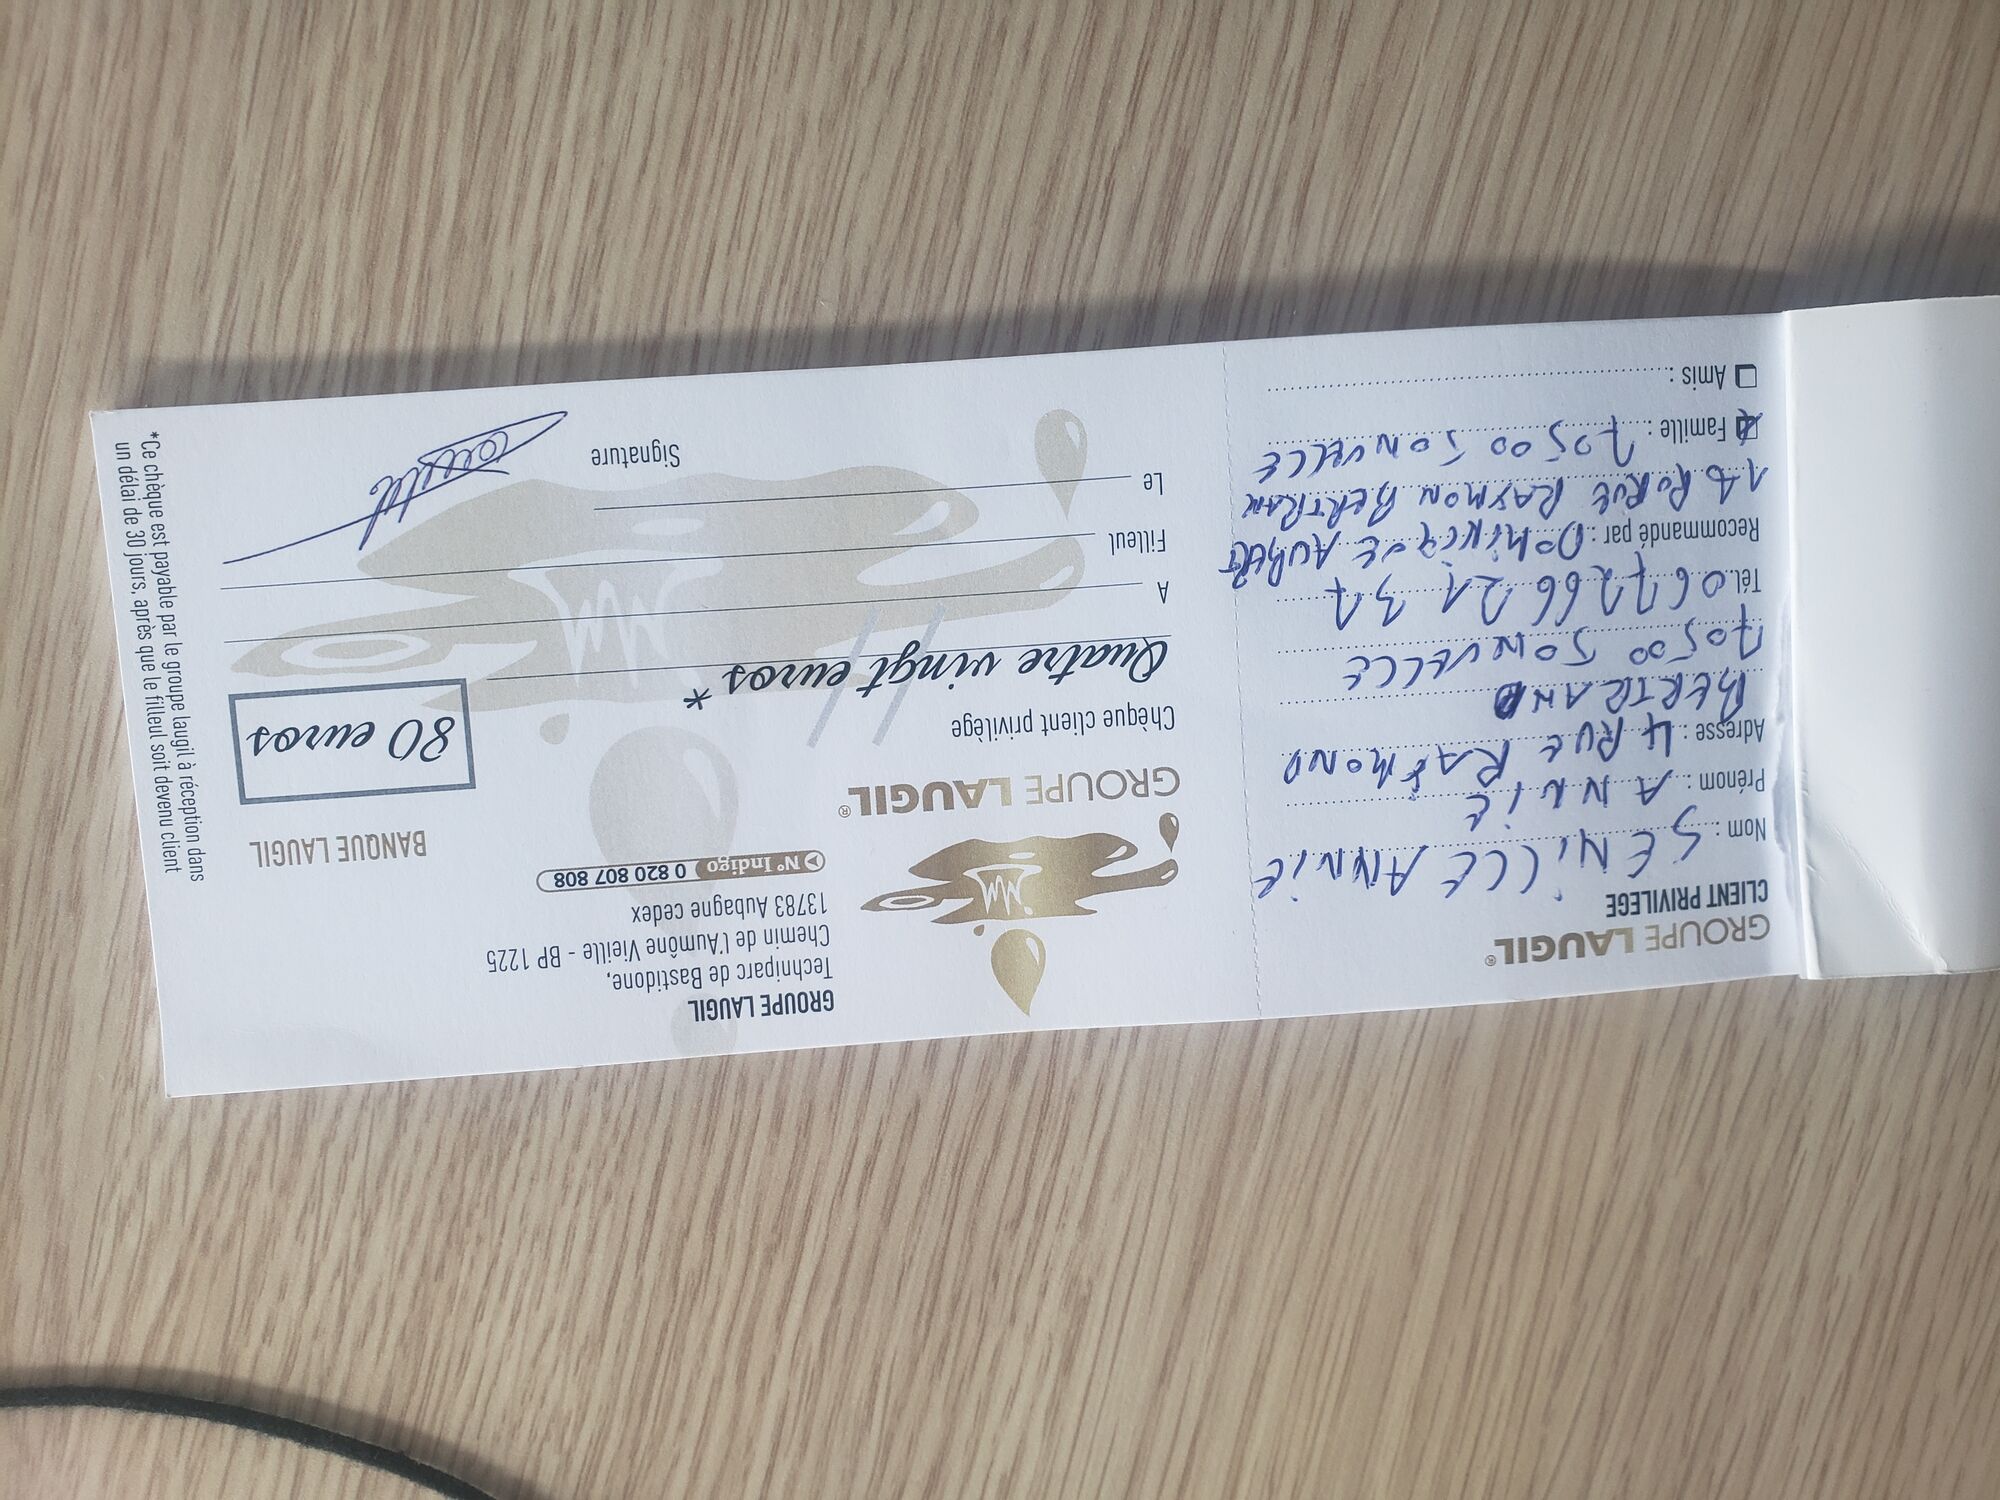 GROUPE LAUGIL®
CLIENT PRIVILEGE
Nom : SENILLE ANNIE
Prénom : ANNIE
Adresse : 4 RUE RAYMOND
BERTRAND
70500 JONVELLE
Tél. 0671662131
Recommandé par : DOMINIQUE AUBERT
RUE RAYMON BERTRAN
Famille : 70500 JONVELLE
Amis :
GROUPE LAUGIL
Techniparc de Bastidone,
Chemin de l'Aumône Vieille - BP 1225
13783 Aubagne cedex
N° Indigo 0 820 807 808
GROUPE LAUGIL®
BANQUE LAUGIL
Chèque client privilège
80 euros
Quatre vingt euros*
A
Filleul
Le
Signature
*Ce chèque est payable par le groupe laugil à réception dans
un délai de 30 jours, après que le filleul soit devenu client